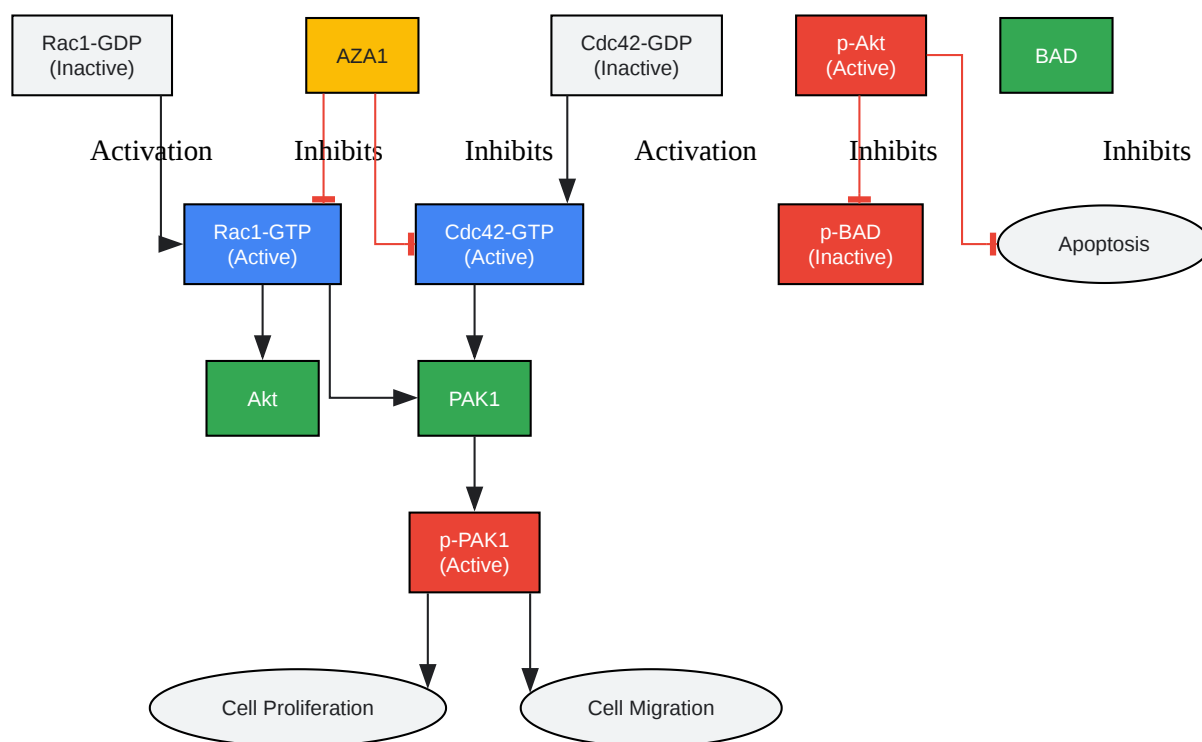 Rac1-GDP
(Inactive)
AZA1
Cdc42-GDP
(Inactive)
p-Akt
(Active)
BAD
Activation
Inhibits
Inhibits
Activation
Inhibits
Inhibits
Rac1-GTP
(Active)
Cdc42-GTP
(Active)
p-BAD
(Inactive)
Apoptosis
Akt
PAK1
p-PAK1
(Active)
Cell Proliferation
Cell Migration